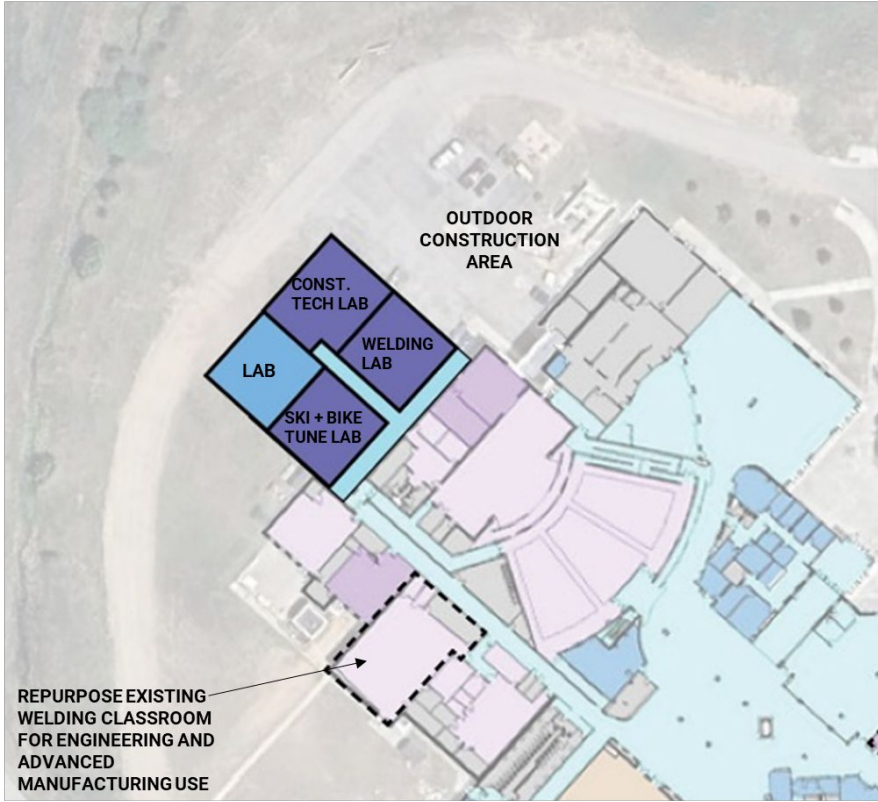 OUTDOOR
CONSTRUCTION
AREA
CONST.
TECH LAB
WELDING
LAB
LAB
SKI + BIKE
TUNE LAB
REPURPOSE EXISTING
WELDING CLASSROOM
FOR ENGINEERING AND
ADVANCED
MANUFACTURING USE